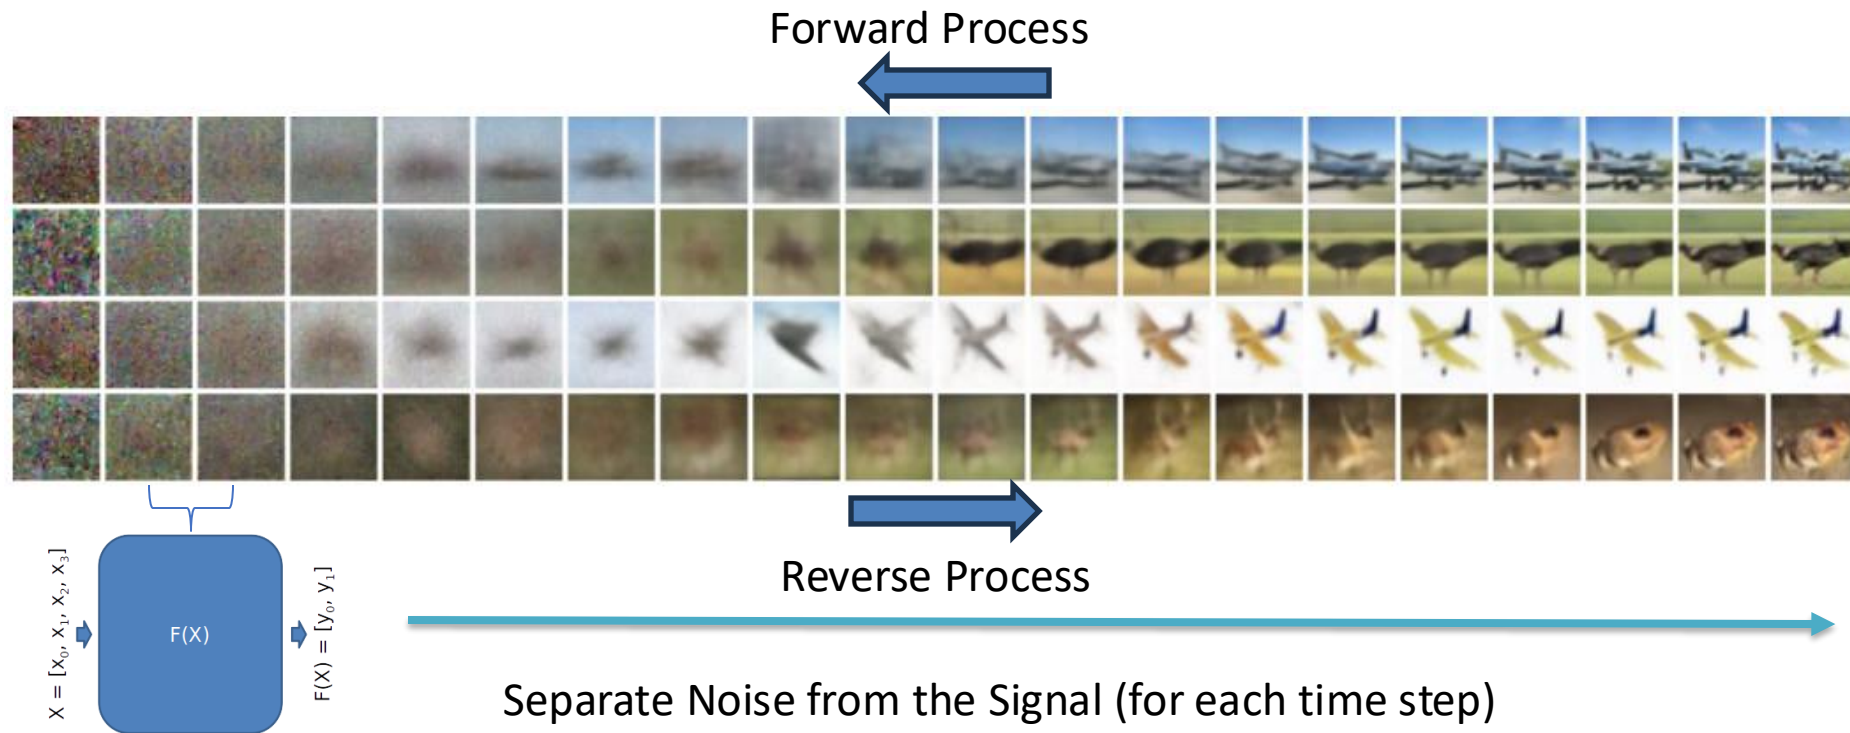 Forward Process
Reverse Process
X = [x₀, x₁, x₂, x₃]
F(X)
F(X) = [y₀, y₁]
Separate Noise from the Signal (for each time step)